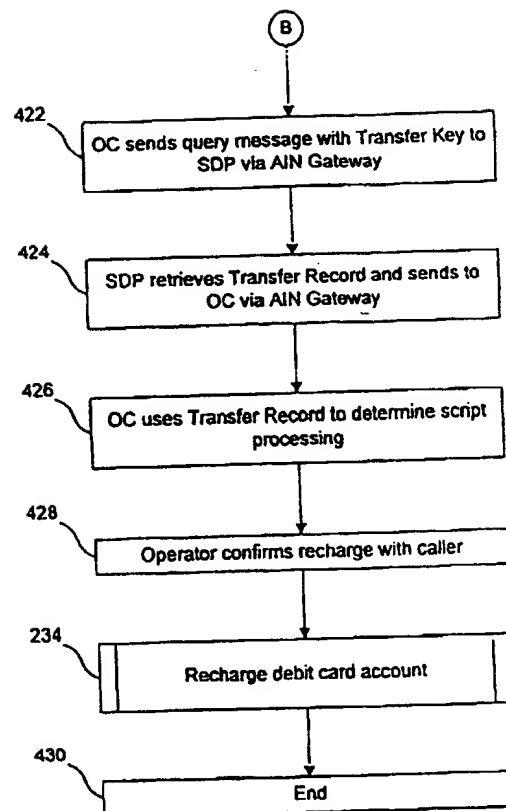 B
422
OC sends query message with Transfer Key to
SDP via AIN Gateway
424
SDP retrieves Transfer Record and sends to
OC via AIN Gateway
426
OC uses Transfer Record to determine script
processing
428
Operator confirms recharge with caller
234
Recharge debit card account
430
End